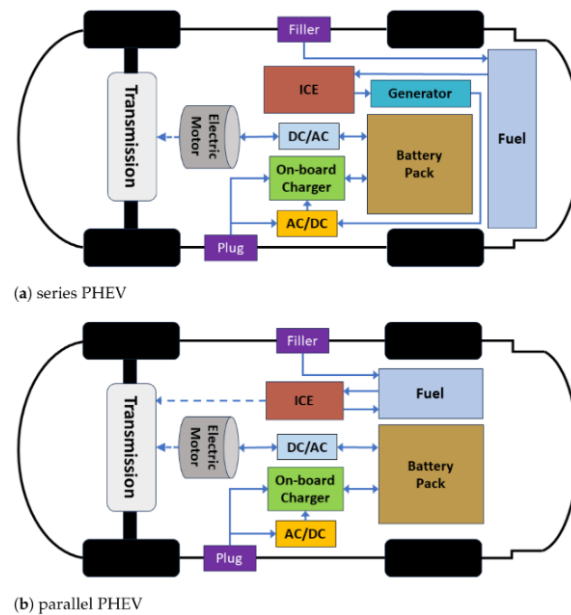 Filler
ICE
Generator
Fuel
Transmission
Electric
Motor
DC/AC
Battery
Pack
On-board
Charger
AC/DC
Plug
(a) series PHEV
Filler
Fuel
ICE
Transmission
Electric
Motor
DC/AC
Battery
Pack
On-board
Charger
AC/DC
Plug
(b) parallel PHEV